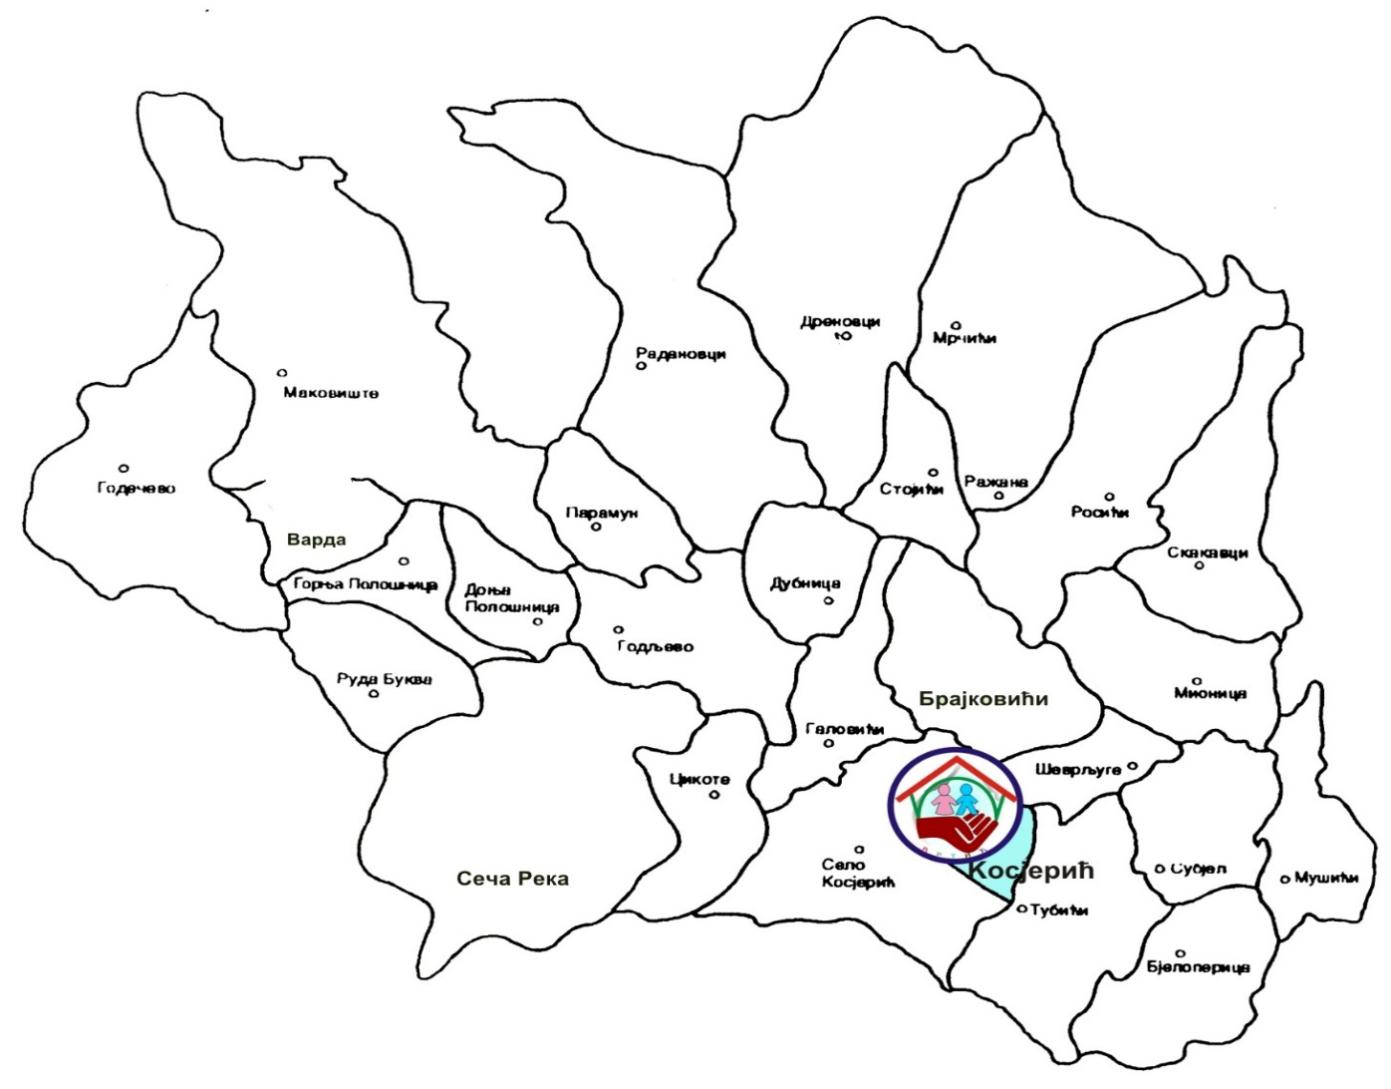 Дреновци
Мрчићи
Радановци
Маковиште
Годечево
Стојићи
Ражана
Росићи
Парамун
Варда
Скакавци
Горња Полошница
Доња
Полошница
Дубница
Годљево
Руда Буква
Мионица
Брајковићи
Галовићи
Шеврљуге
Цикоте
Сеча Река
Село
Косјерић
Косјерић
Субјел
Мушићи
Тубићи
Бјелоперица